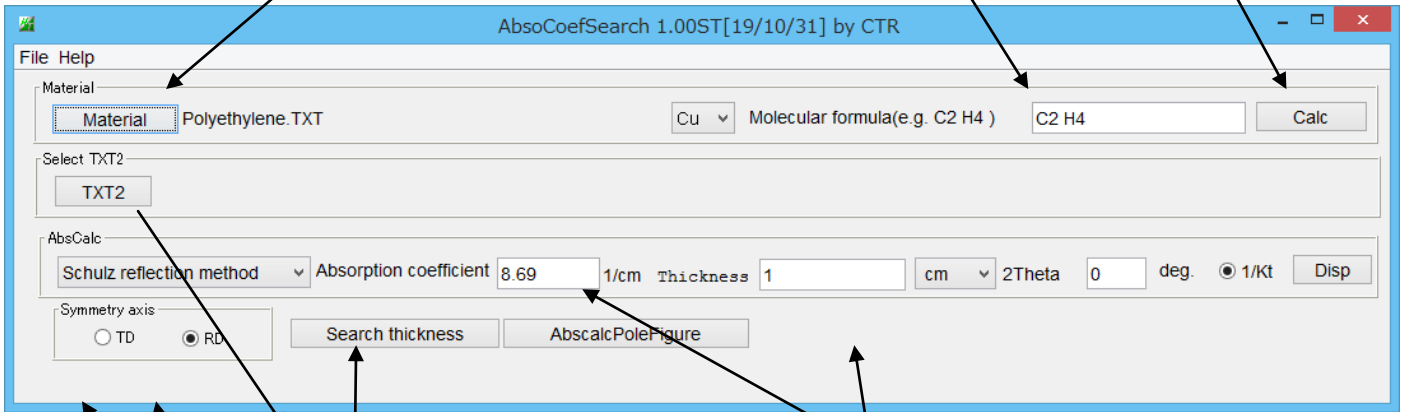 AbsoCoefSearch 1.00ST[19/10/31] by CTR
File Help
Material
Material Polyethylene.TXT Cu Molecular formula(e.g. C2 H4 ) C2 H4 Calc
Select TXT2
TXT2
AbsCalc
Schulz reflection method Absorption coefficient 8.69 1/cm Thickness 1 cm 2Theta 0 deg. 1/Kt Disp
Symmetry axis
TD RD Search thickness AbscalcPoleFigure